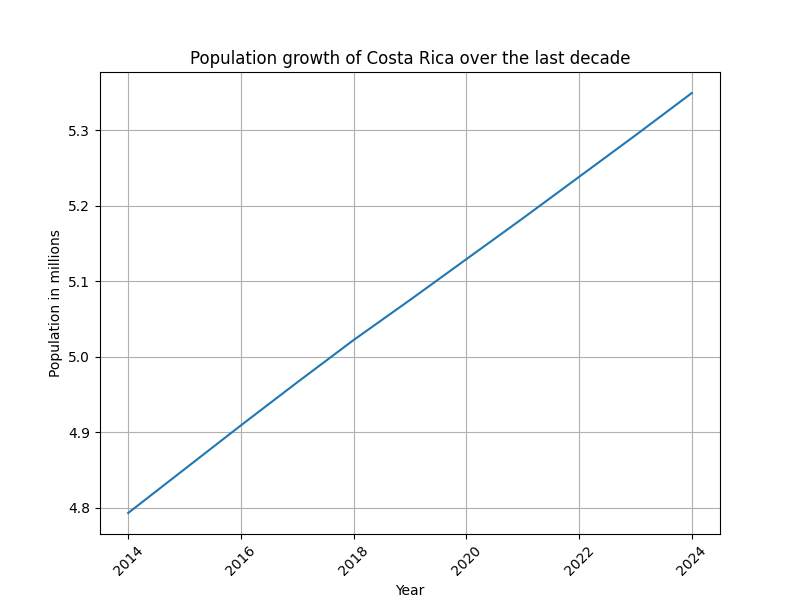 Population growth of Costa Rica over the last decade
Population in millions
5.3
5.2
5.1
5.0
4.9
4.8
2014 2016 2018 2020 2022 2024
Year